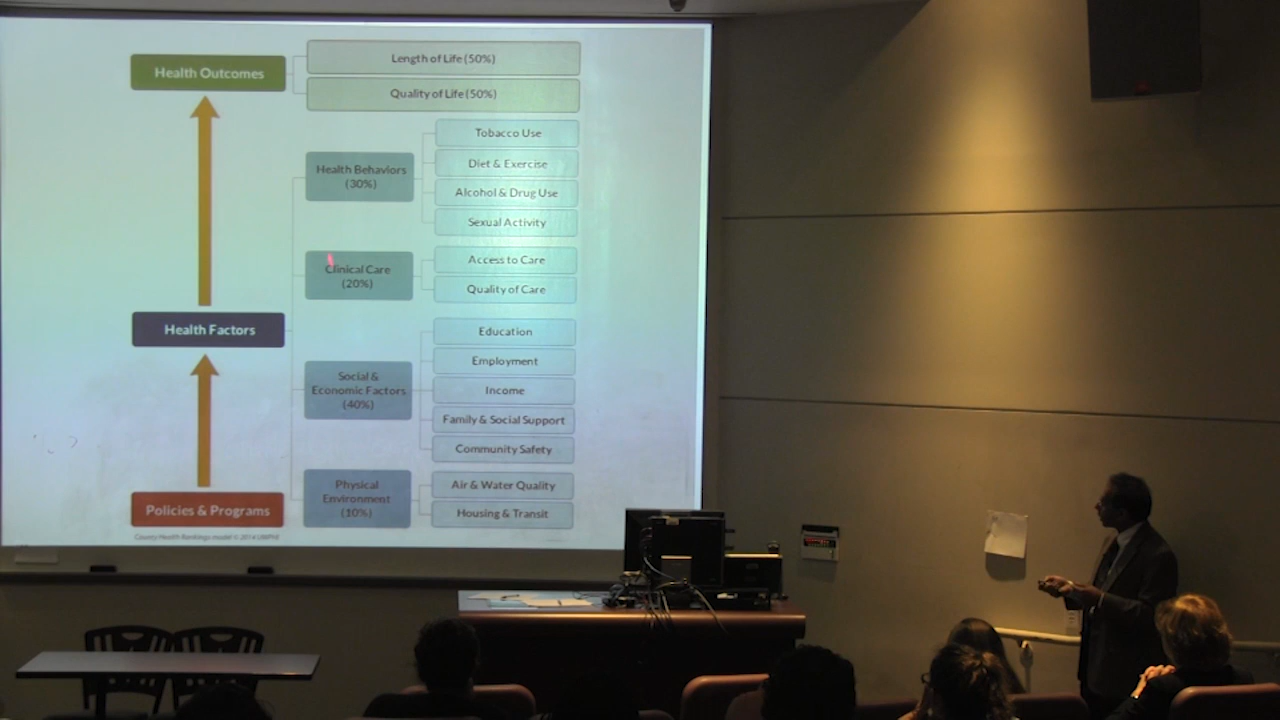 Health Outcomes
Length of Life (50%)
Quality of Life (50%)
Health Behaviors
(30%)
Tobacco Use
Diet & Exercise
Alcohol & Drug Use
Sexual Activity
Clinical Care
(20%)
Access to Care
Quality of Care
Health Factors
Social &
Economic Factors
(40%)
Education
Employment
Income
Family & Social Support
Community Safety
Policies & Programs
Physical
Environment
(10%)
Air & Water Quality
Housing & Transit
County Health Rankings model © 2014 UWPHI